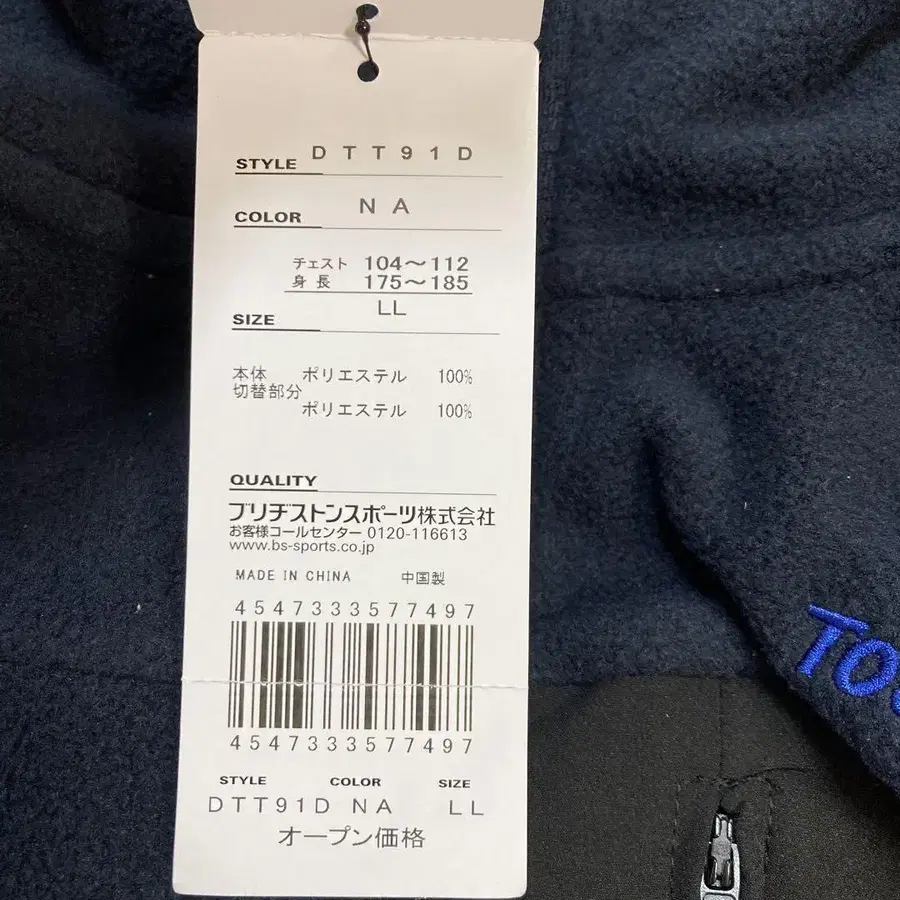 STYLE DTT91D
COLOR NA
チェスト 104〜112
身長 175〜185
LL
SIZE
本体 ポリエステル 100%
切替部分
ポリエステル 100%
QUALITY
ブリヂストンスポーツ株式会社
お客様コールセンター 0120-116613
www.bs-sports.co.jp
MADE IN CHINA 中国製
4547333577497
4547333577497
STYLE COLOR SIZE
DTT91D NA LL
オープン価格